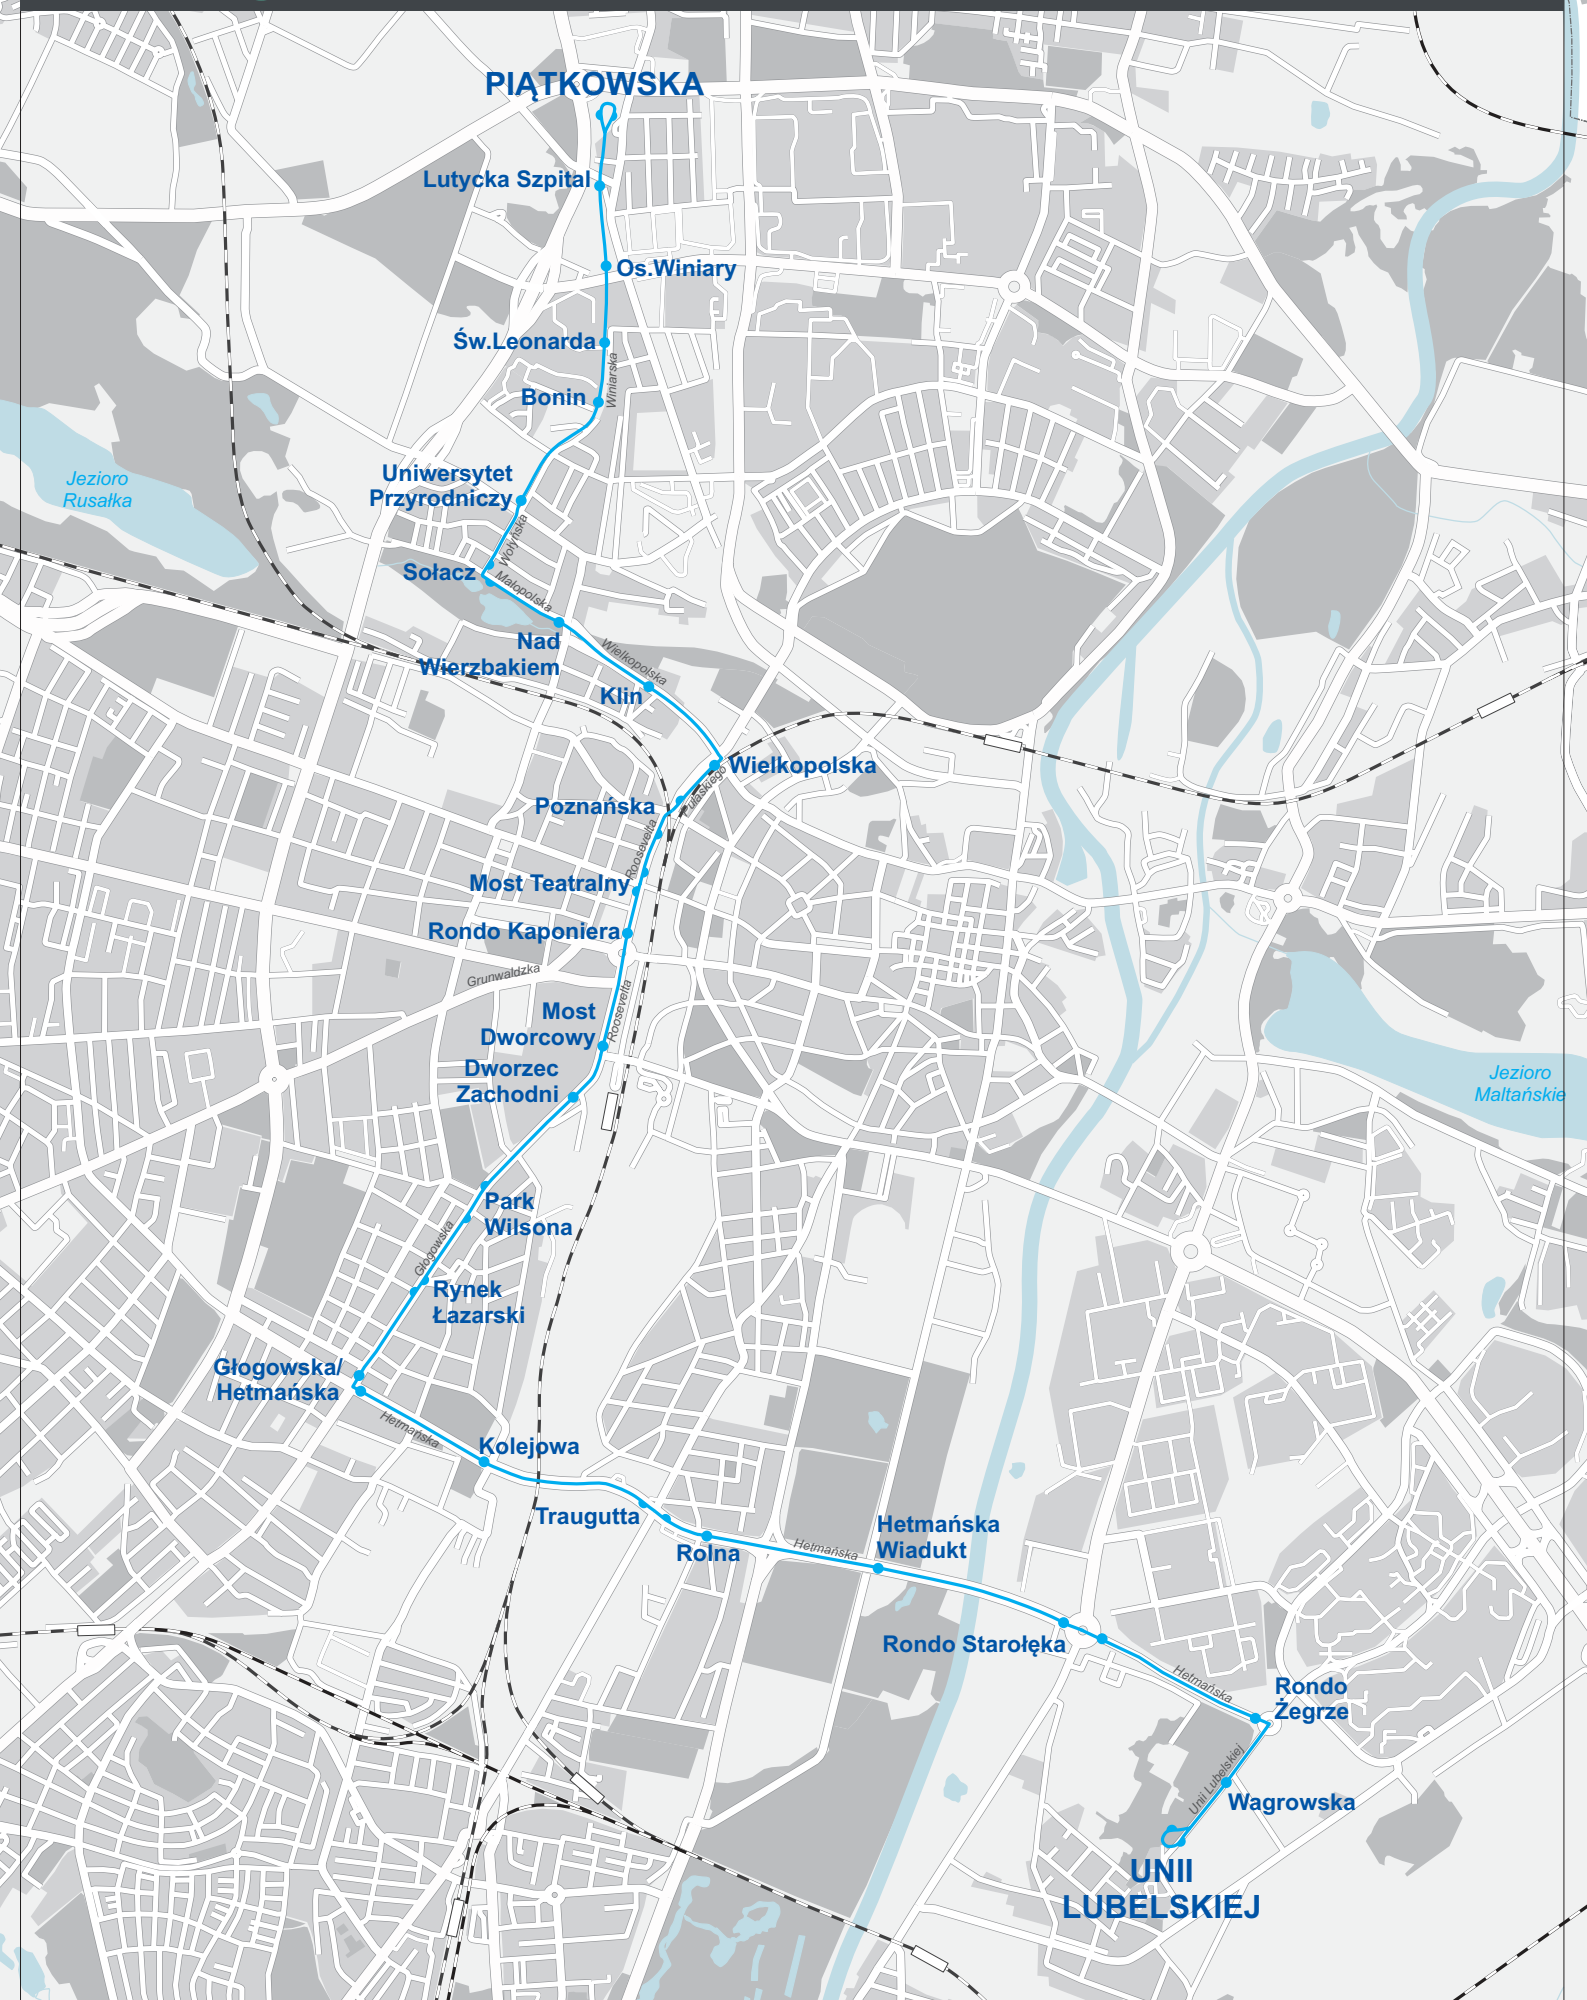 PIĄTKOWSKA
Lutycka Szpital
Os.Winiary
Św.Leonarda
Winiarska
Bonin
Uniwersytet
Przyrodniczy
Jezioro
Rusałka
Wołyńska
Sołacz
Małopolska
Nad
Wierzbakiem
Wielkopolska
Klin
Wielkopolska
Pułaskiego
Poznańska
Roosevelta
Most Teatralny
Rondo Kaponiera
Grunwaldzka
Roosevelta
Most
Dworcowy
Dworzec
Zachodni
Jezioro
Maltańskie
Park
Wilsona
Głogowska
Rynek
Łazarski
Głogowska/
Hetmańska
Hetmańska
Kolejowa
Traugutta
Rolna
Hetmańska
Hetmańska
Wiadukt
Rondo Starołęka
Hetmańska
Rondo
Żegrze
Unii Lubelskiej
Wagrowska
UNII
LUBELSKIEJ